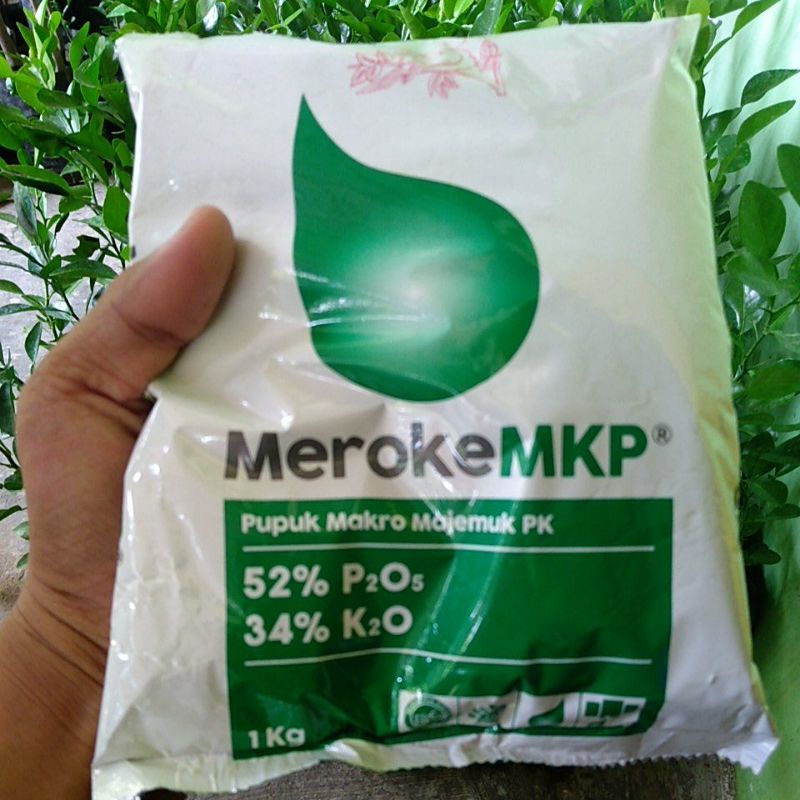 MerokeMKP®
Pupuk Makro Majemuk PK
52% P₂O₅
34% K₂O
1 Kg